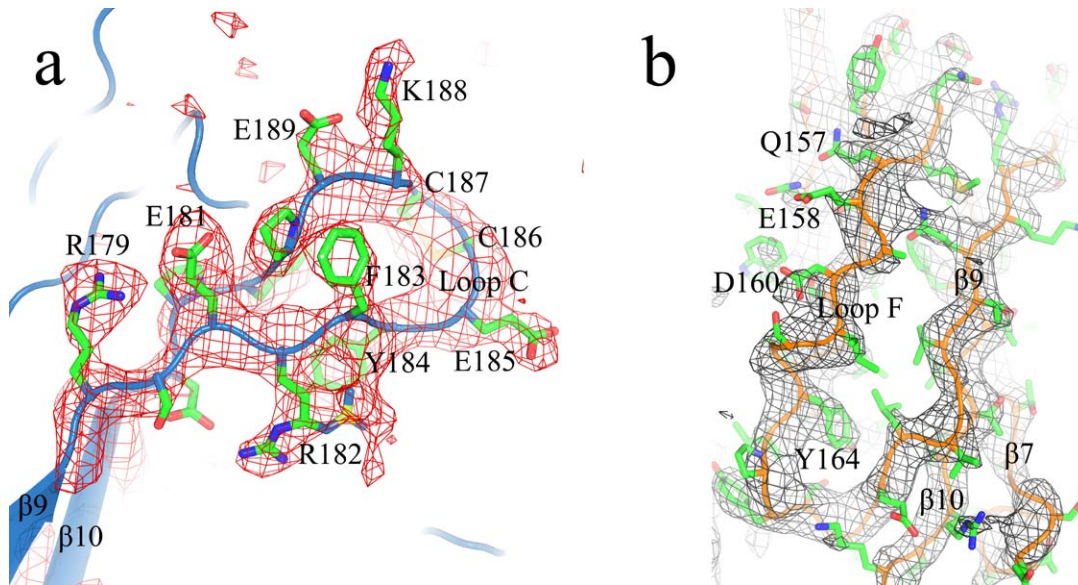 a
K188
E189
C187
E181
C186
R179
F183
Loop C
Y184
E185
R182
β9
β10
b
Q157
E158
β9
D160
Loop F
Y164
β7
β10